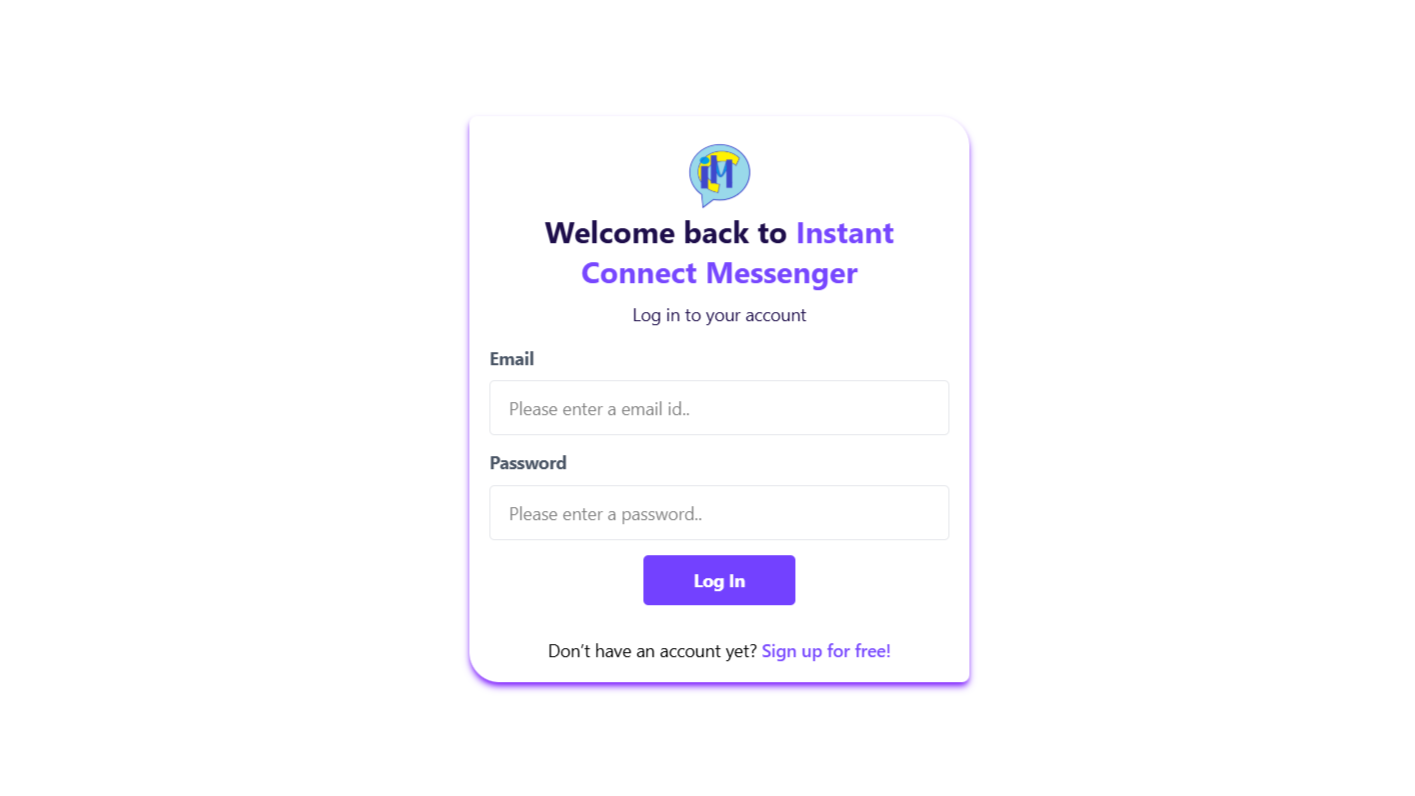 iCM
Welcome back to Instant
Connect Messenger
Log in to your account
Email
Please enter a email id..
Password
Please enter a password..
Log In
Don’t have an account yet? Sign up for free!